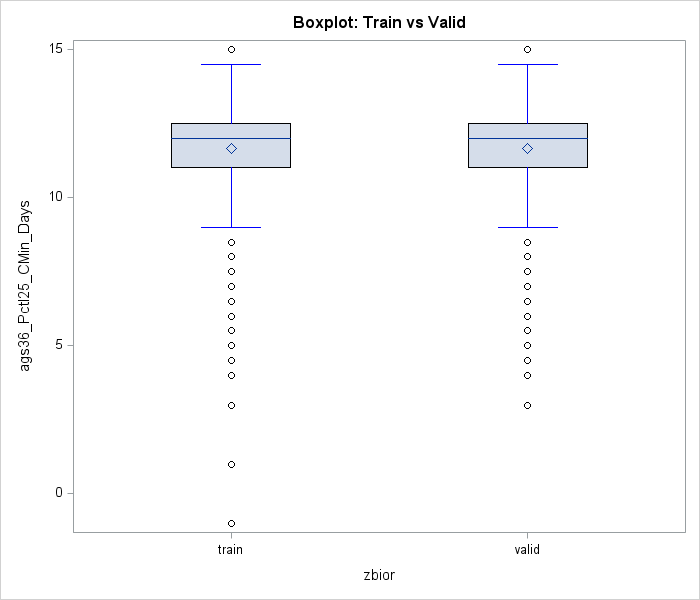 Boxplot: Train vs Valid
15
10
5
0
ags36_Pctl25_CMin_Days
train
valid
zbior